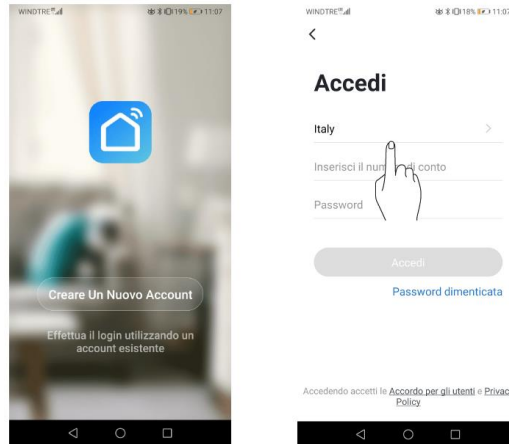 WINDTRE
19%
11:07
Creare Un Nuovo Account
Effettua il login utilizzando un
account esistente
WINDTRE
18%
11:07
Accedi
Italy
Inserisci il di conto
Password
Accedi
Password dimenticata
Accedendo accetti le Accordo per gli utenti e Privac
Policy